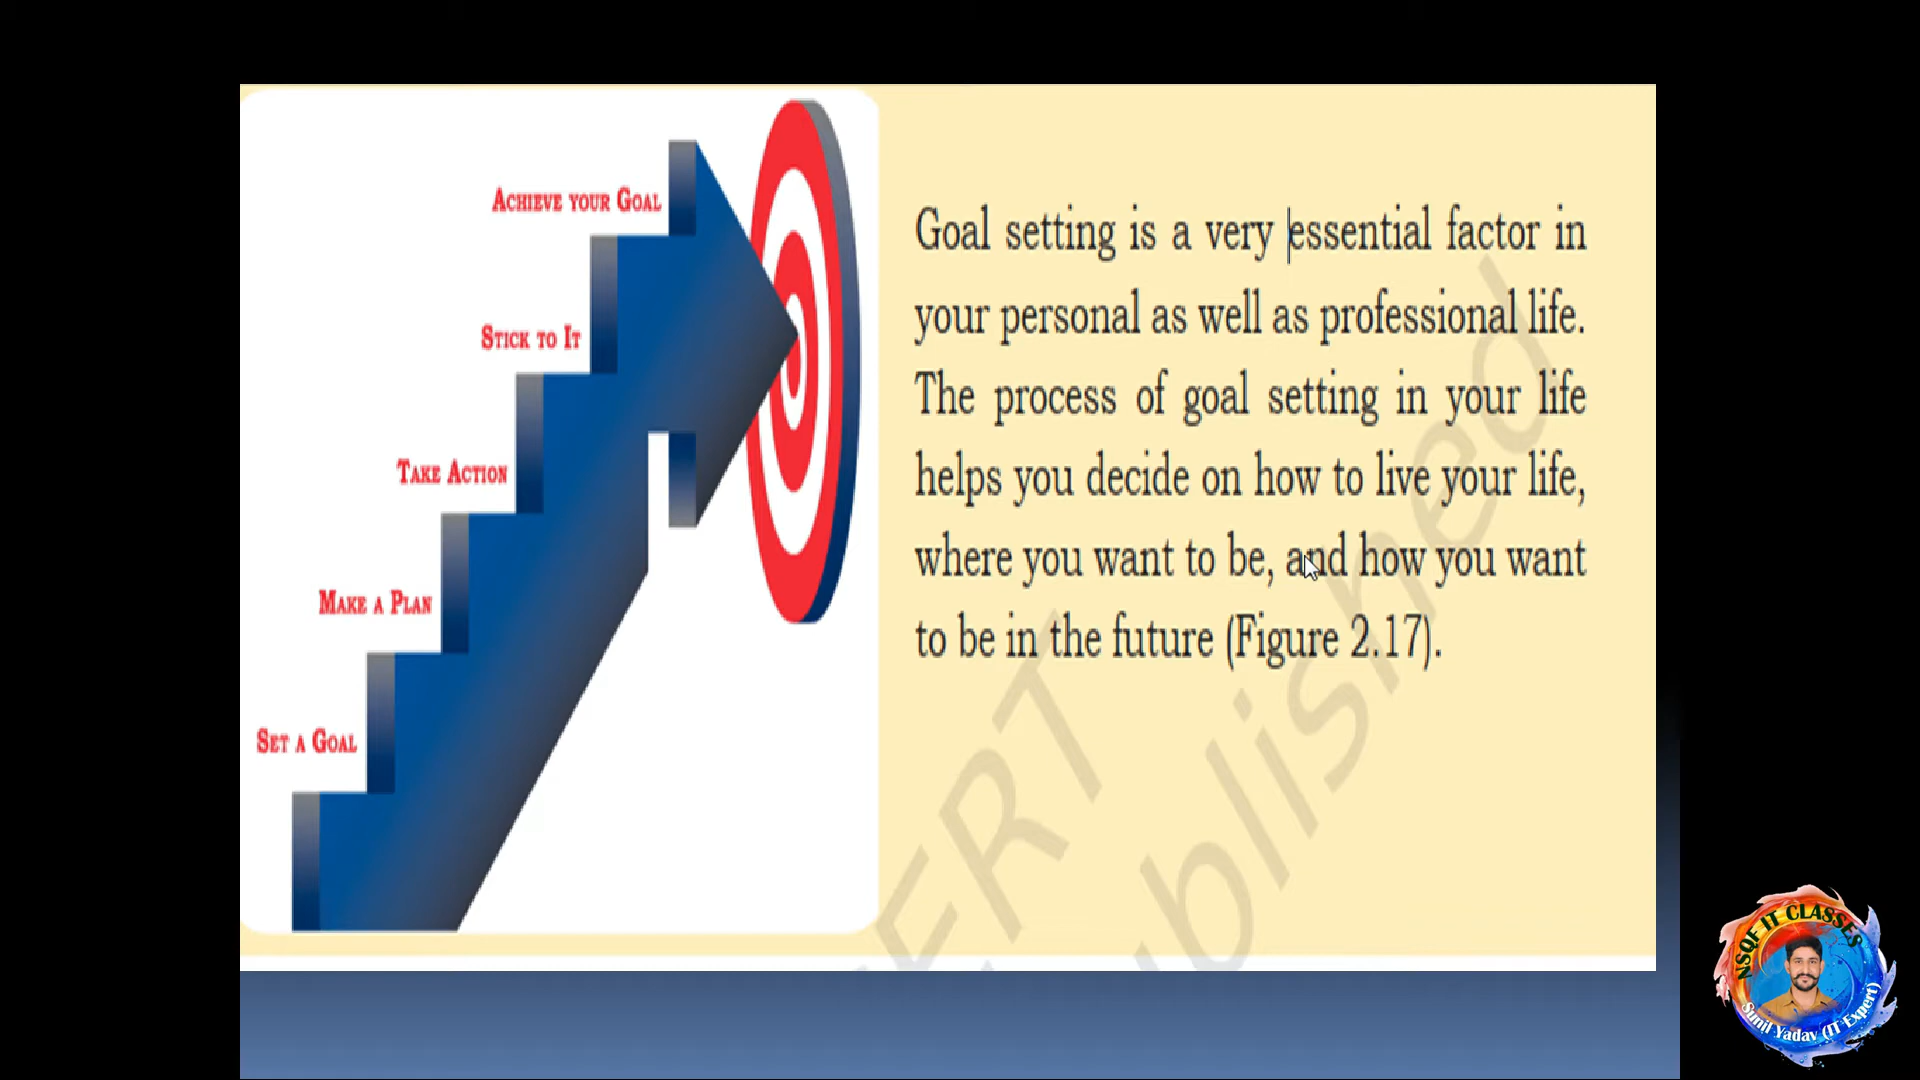 ACHIEVE YOUR GOAL
STICK TO IT
TAKE ACTION
MAKE A PLAN
SET A GOAL
Goal setting is a very essential factor in
your personal as well as professional life.
The process of goal setting in your life
helps you decide on how to live your life,
where you want to be, and how you want
to be in the future (Figure 2.17).
ERT
blished
NSQF IT CLASSES
Sunil Yadav (IT Expert)